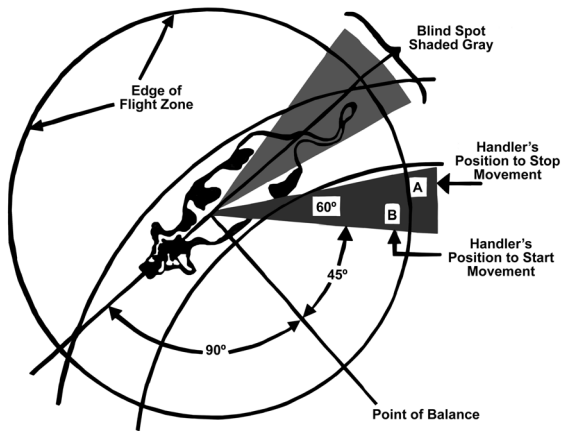 Blind Spot
Shaded Gray
Edge of
Flight Zone
Handler's
Position to Stop
Movement
A
60º
B
Handler's
Position to Start
Movement
45º
90º
Point of Balance